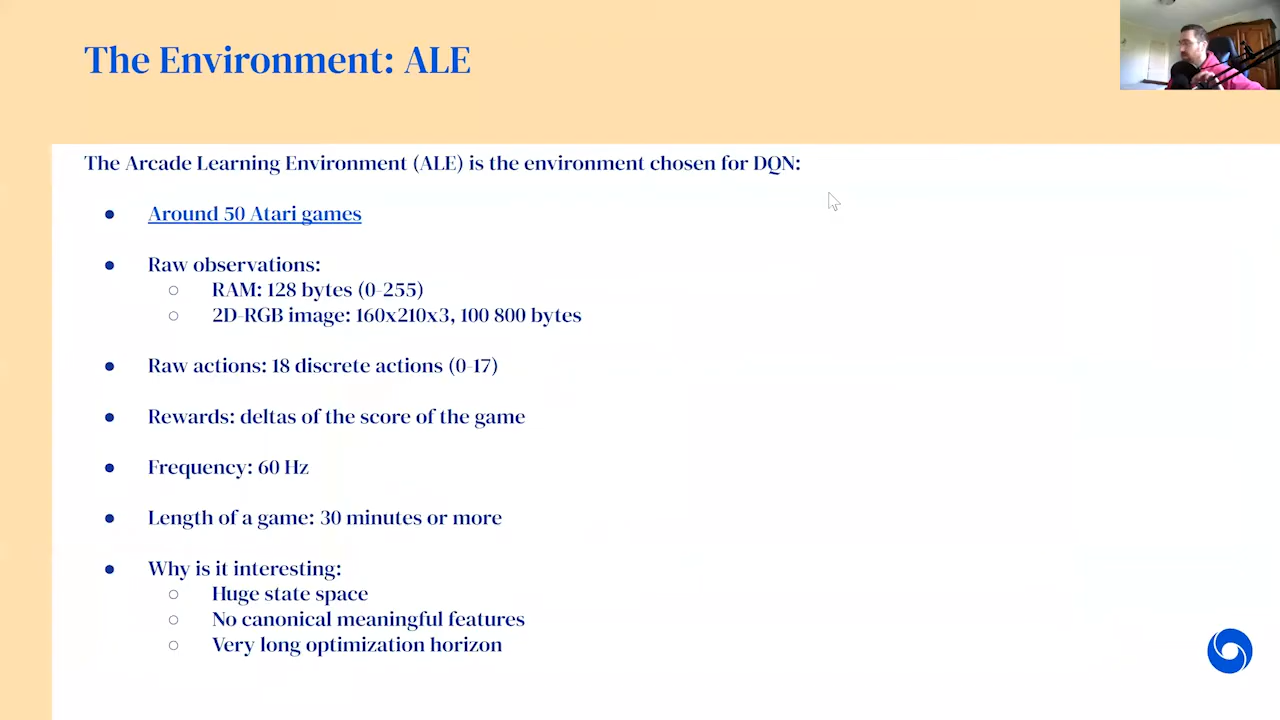 The Environment: ALE
The Arcade Learning Environment (ALE) is the environment chosen for DQN:
● Around 50 Atari games
● Raw observations:
○ RAM: 128 bytes (0-255)
○ 2D-RGB image: 160x210x3, 100 800 bytes
● Raw actions: 18 discrete actions (0-17)
● Rewards: deltas of the score of the game
● Frequency: 60 Hz
● Length of a game: 30 minutes or more
● Why is it interesting:
○ Huge state space
○ No canonical meaningful features
○ Very long optimization horizon